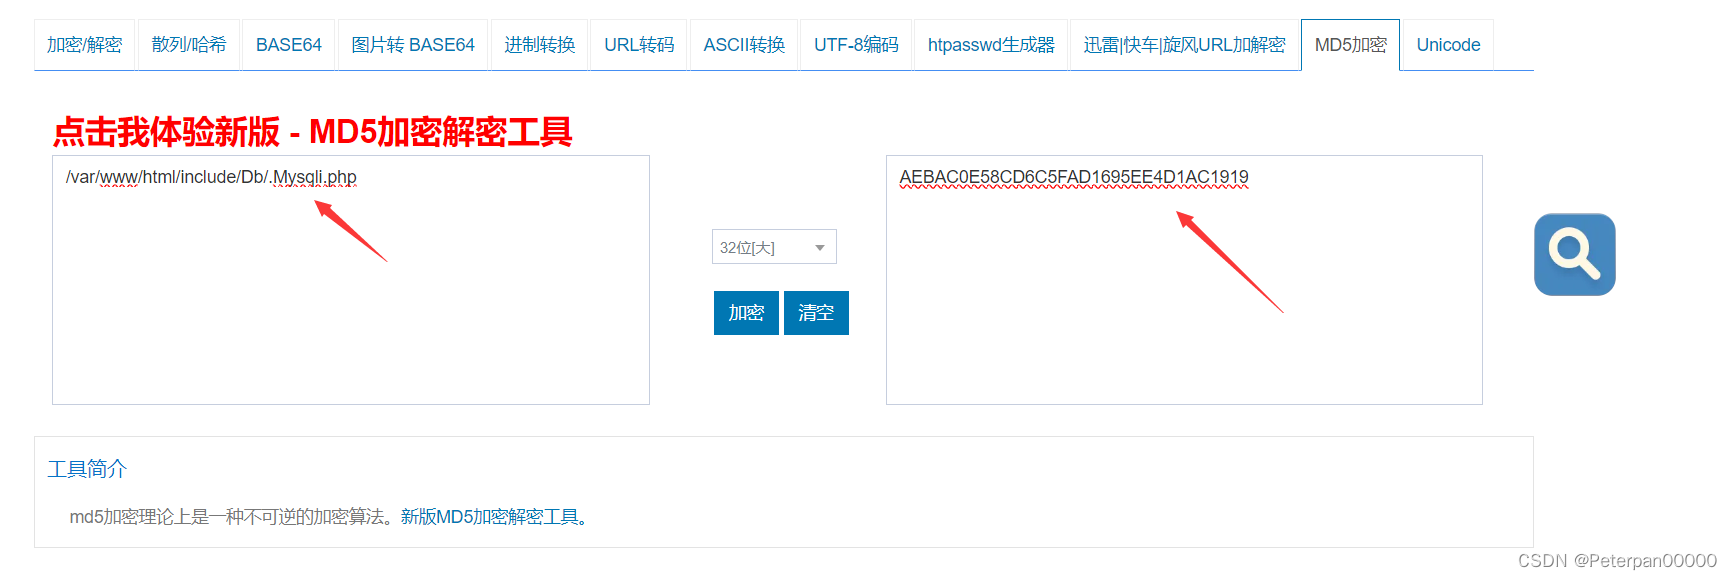 加密/解密 散列/哈希 BASE64 图片转 BASE64 进制转换 URL转码 ASCII转换 UTF-8编码 htpasswd生成器 迅雷|快车|旋风URL加解密 MD5加密 Unicode
点击我体验新版 - MD5加密解密工具
/var/www/html/include/Db/.Mysqli.php
AEBAC0E58CD6C5FAD1695EE4D1AC1919
32位[大]
加密 清空
工具简介
md5加密理论上是一种不可逆的加密算法。新版MD5加密解密工具。
CSDN @Peterpan00000